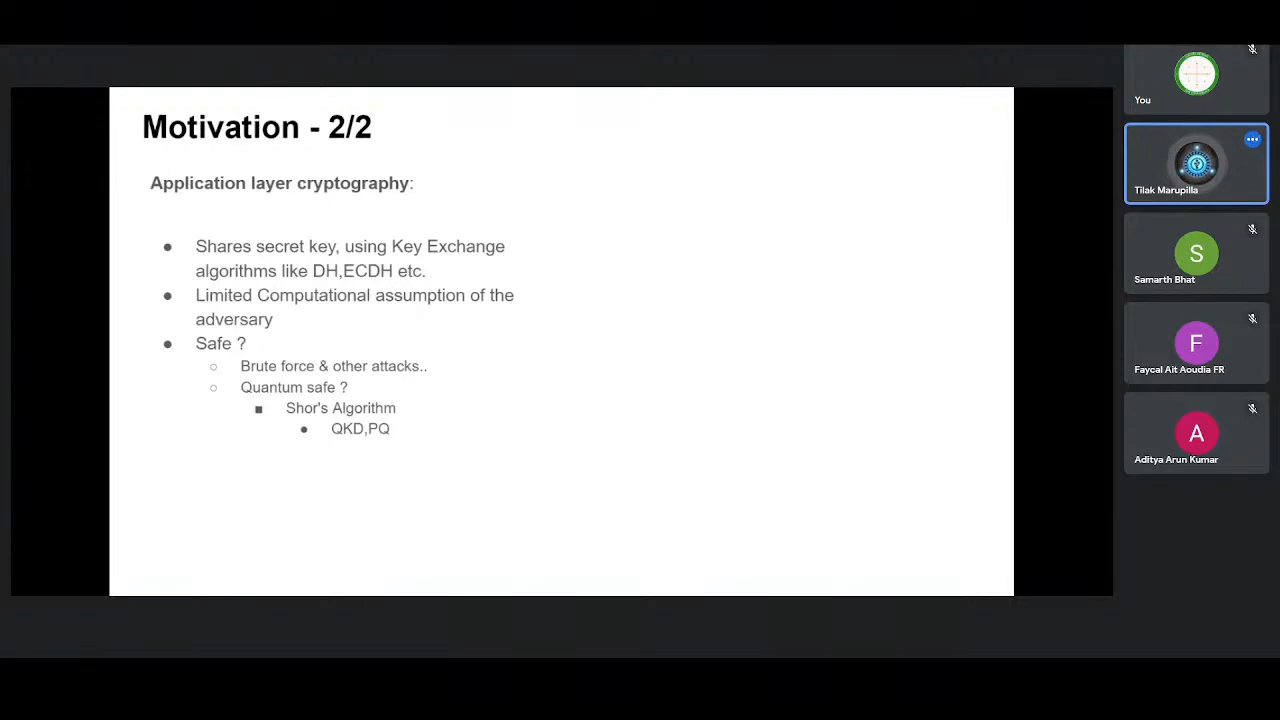 Motivation - 2/2
Application layer cryptography:
● Shares secret key, using Key Exchange
algorithms like DH,ECDH etc.
● Limited Computational assumption of the
adversary
● Safe ?
○ Brute force & other attacks..
○ Quantum safe ?
■ Shor's Algorithm
● QKD,PQ
You
Tilak Marupilla
S
Samarth Bhat
F
Faycal Ait Aoudia FR
A
Aditya Arun Kumar